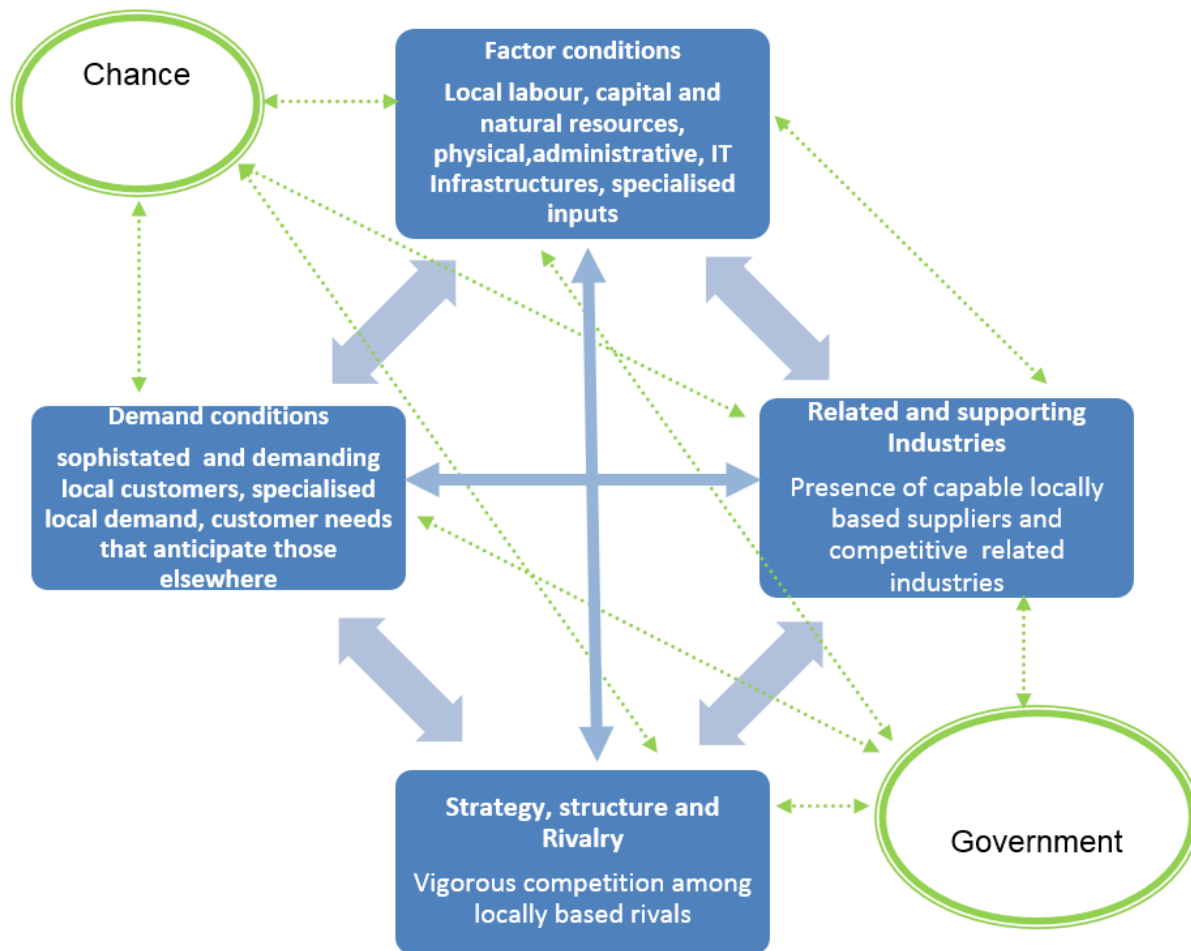 Chance
Factor conditions
Local labour, capital and
natural resources,
physical,administrative, IT
Infrastructures, specialised
inputs
Demand conditions
sophistated and demanding
local customers, specialised
local demand, customer needs
that anticipate those
elsewhere
Related and supporting
Industries
Presence of capable locally
based suppliers and
competitive related
industries
Strategy, structure and
Rivalry
Vigorous competition among
locally based rivals
Government